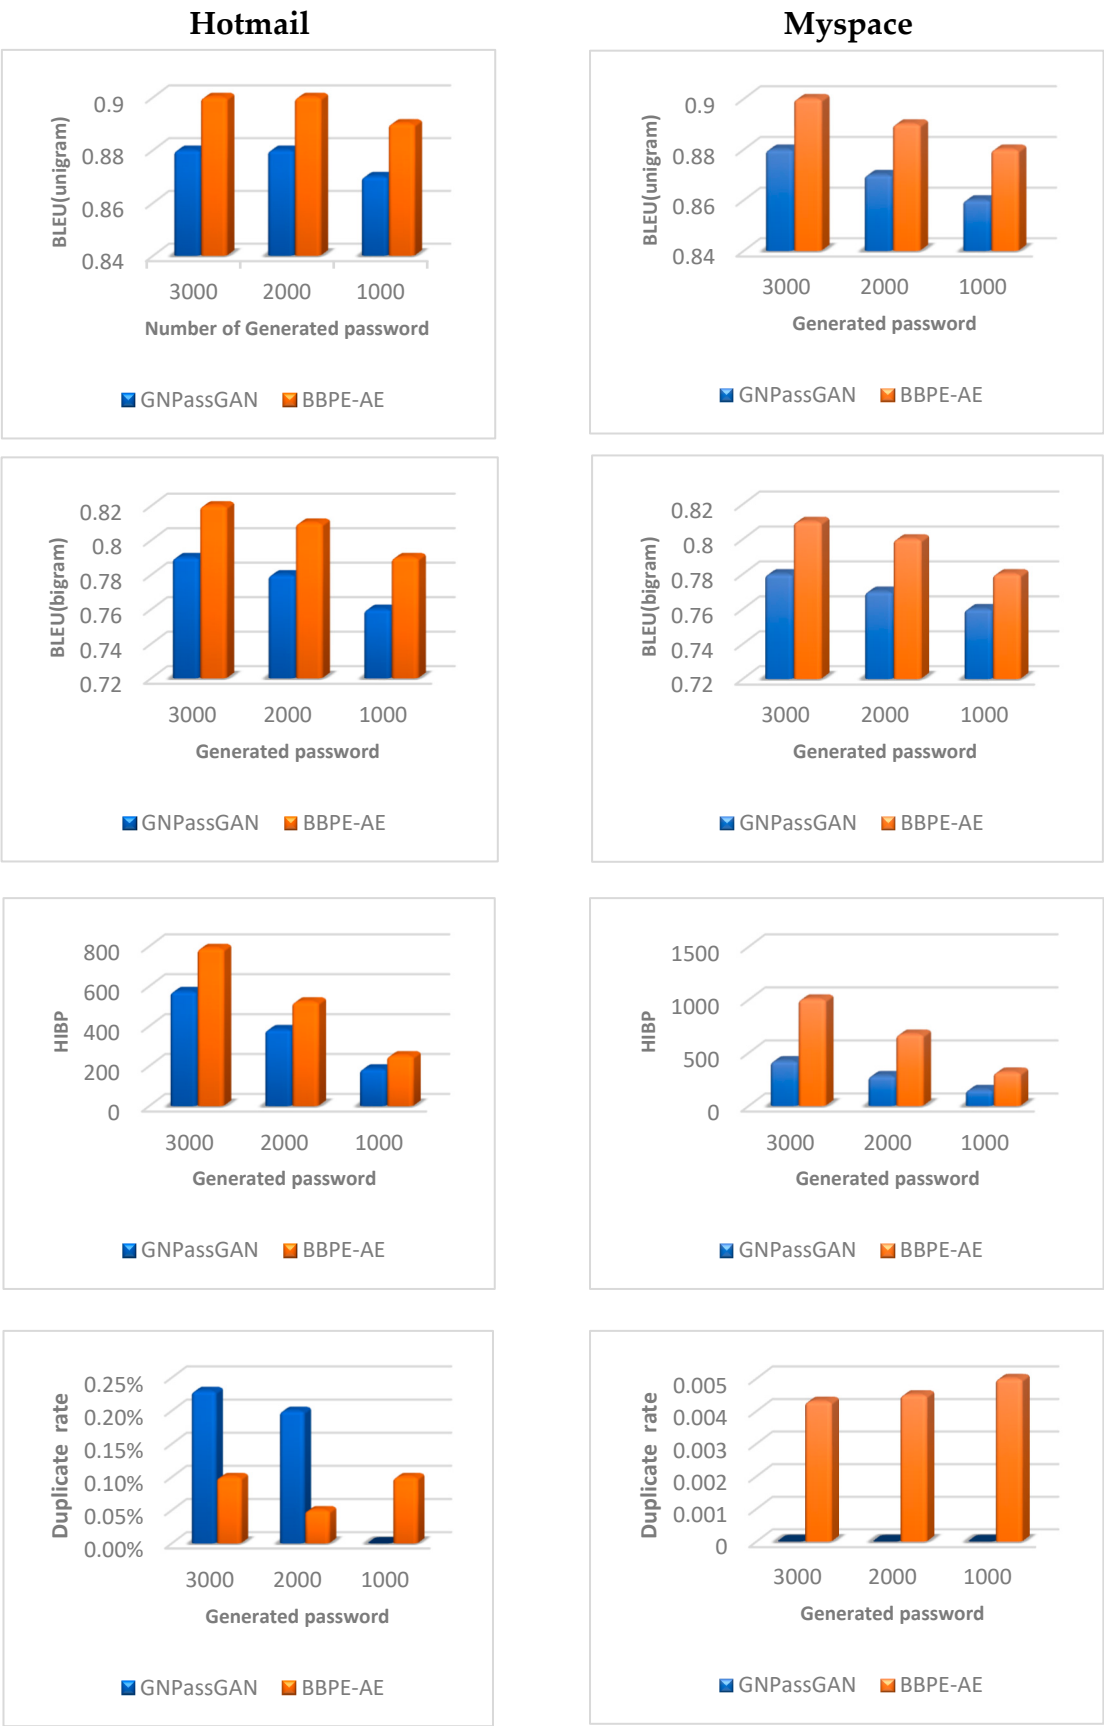 Hotmail
Myspace
BLEU(unigram)
0.9
0.88
0.86
0.84
3000 2000 1000
Number of Generated password
GNPassGAN BBPE-AE
BLEU(unigram)
0.9
0.88
0.86
0.84
3000 2000 1000
Generated password
GNPassGAN BBPE-AE
BLEU(bigram)
0.82
0.8
0.78
0.76
0.74
0.72
3000 2000 1000
Generated password
GNPassGAN BBPE-AE
BLEU(bigram)
0.82
0.8
0.78
0.76
0.74
0.72
3000 2000 1000
Generated password
GNPassGAN BBPE-AE
HIBP
800
600
400
200
0
3000 2000 1000
Generated password
GNPassGAN BBPE-AE
HIBP
1500
1000
500
0
3000 2000 1000
Generated password
GNPassGAN BBPE-AE
Duplicate rate
0.25%
0.20%
0.15%
0.10%
0.05%
0.00%
3000 2000 1000
Generated password
GNPassGAN BBPE-AE
Duplicate rate
0.005
0.004
0.003
0.002
0.001
0
3000 2000 1000
Generated password
GNPassGAN BBPE-AE